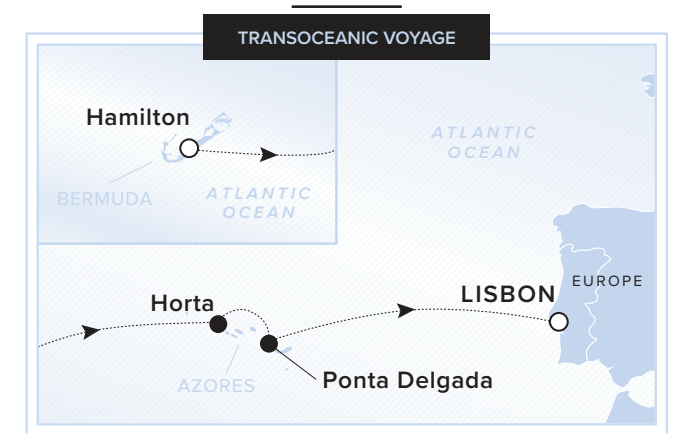 TRANSOCEANIC VOYAGE
Hamilton
BERMUDA
ATLANTIC
OCEAN
ATLANTIC
OCEAN
Horta
AZORES
Ponta Delgada
LISBON
EUROPE